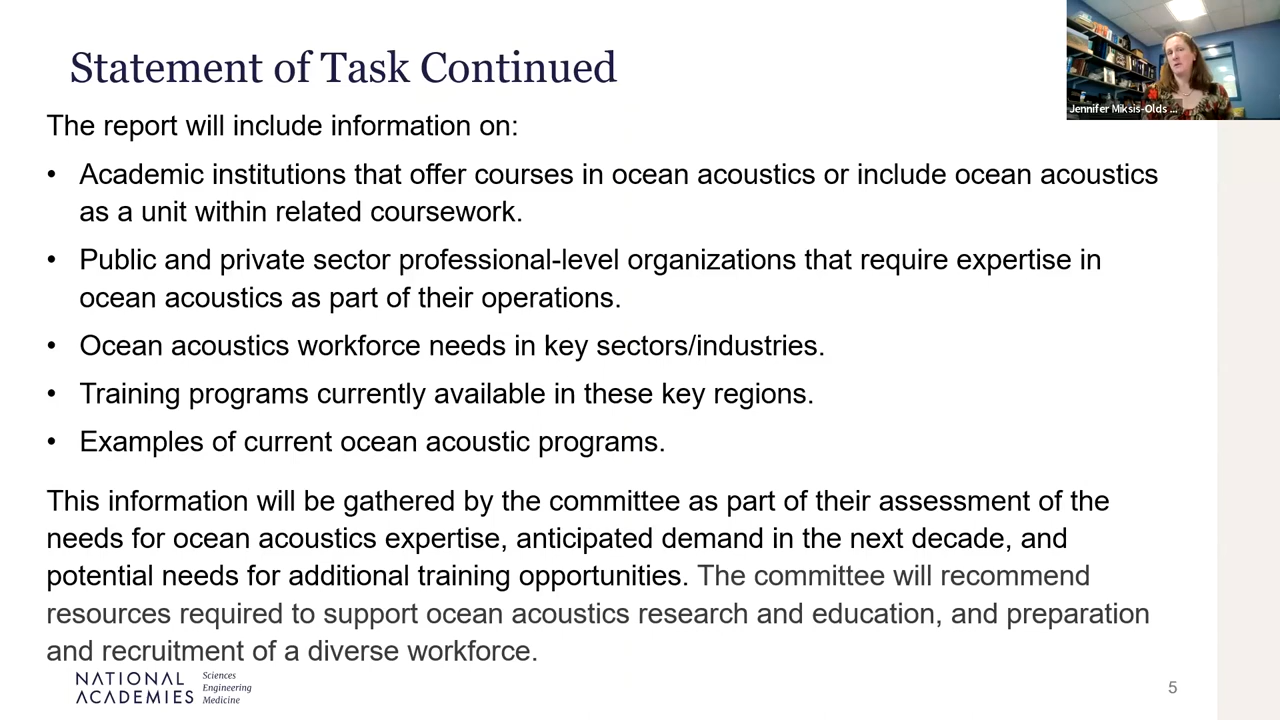 Statement of Task Continued
Jennifer Miksis-Olds ...
The report will include information on:
• Academic institutions that offer courses in ocean acoustics or include ocean acoustics
as a unit within related coursework.
• Public and private sector professional-level organizations that require expertise in
ocean acoustics as part of their operations.
• Ocean acoustics workforce needs in key sectors/industries.
• Training programs currently available in these key regions.
• Examples of current ocean acoustic programs.
This information will be gathered by the committee as part of their assessment of the
needs for ocean acoustics expertise, anticipated demand in the next decade, and
potential needs for additional training opportunities. The committee will recommend
resources required to support ocean acoustics research and education, and preparation
and recruitment of a diverse workforce.
NATIONAL
ACADEMIES
Sciences
Engineering
Medicine
5